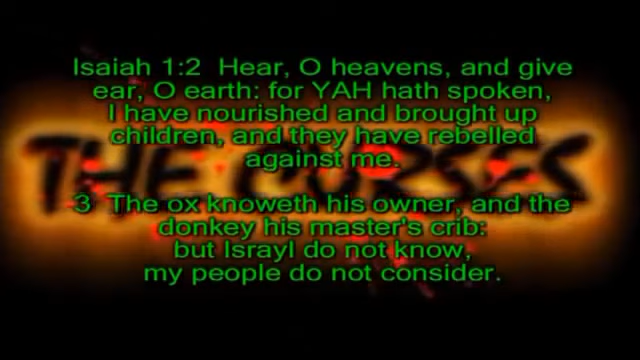 Isaiah 1:2 Hear, O heavens, and give
ear, O earth: for YAH hath spoken,
I have nourished and brought up
children, and they have rebelled
against me.
THE CURSES
3 The ox knoweth his owner, and the
donkey his master's crib:
but Israyl do not know,
my people do not consider.